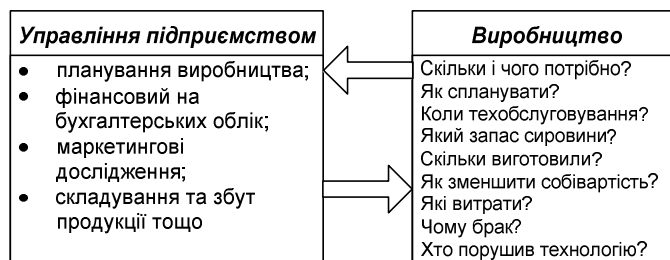 Управління підприємством
• планування виробництва;
• фінансовий на
бухгалтерських облік;
• маркетингові
дослідження;
• складування та збут
продукції тощо
Виробництво
Скільки і чого потрібно?
Як спланувати?
Коли техобслуговування?
Який запас сировини?
Скільки виготовили?
Як зменшити собівартість?
Які витрати?
Чому брак?
Хто порушив технологію?